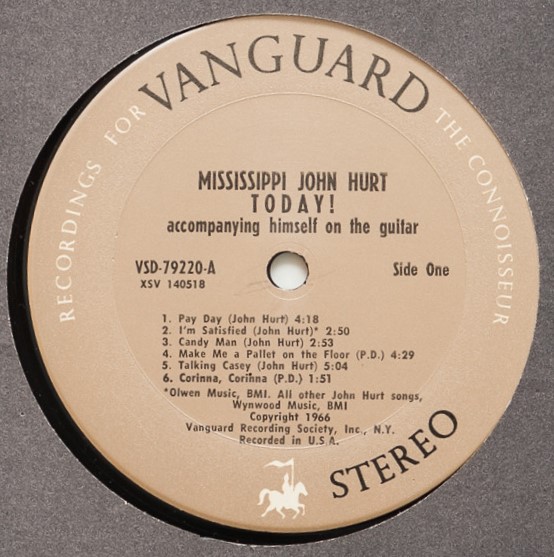 RECORDINGS FOR VANGUARD THE CONNOISSEUR
MISSISSIPPI JOHN HURT
TODAY!
accompanying himself on the guitar
VSD-79220-A
XSV 140518
Side One
1. Pay Day (John Hurt) 4:18
2. I'm Satisfied (John Hurt)* 2:50
3. Candy Man (John Hurt) 2:53
4. Make Me a Pallet on the Floor (P.D.) 4:29
5. Talking Casey (John Hurt) 5:04
6. Corinna, Corinna (P.D.) 1:51
*Olwen Music, BMI. All other John Hurt songs,
Wynwood Music, BMI
Copyright 1966
Vanguard Recording Society, Inc., N.Y.
Recorded in U.S.A.
STEREO